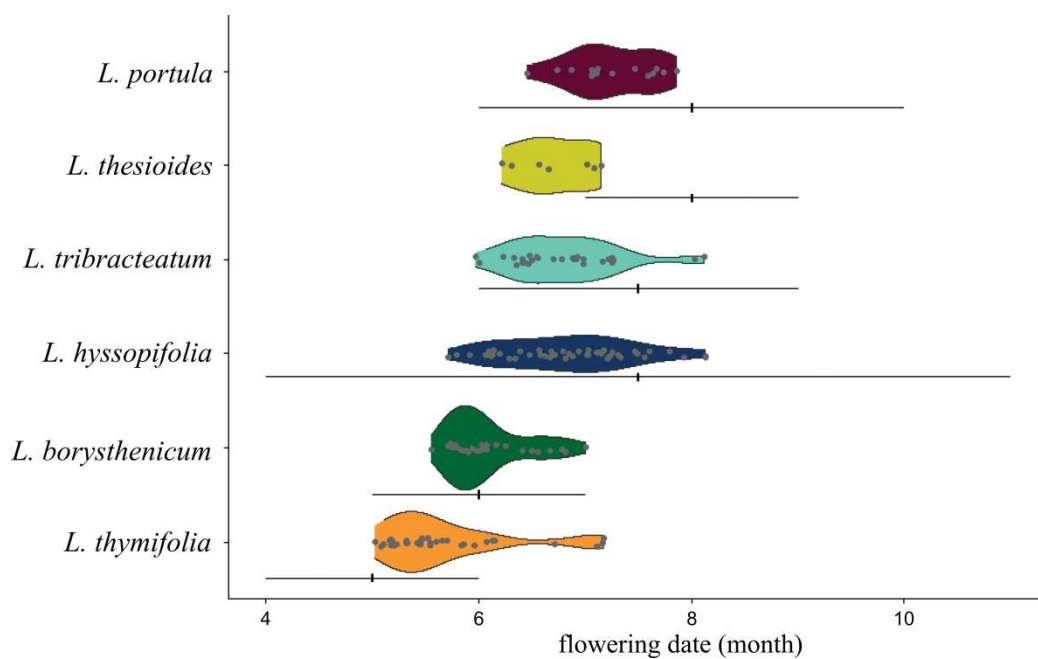 L. portula
L. thesioides
L. tribracteatum
L. hyssopifolia
L. borysthenicum
L. thymifolia
4 6 8 10
flowering date (month)